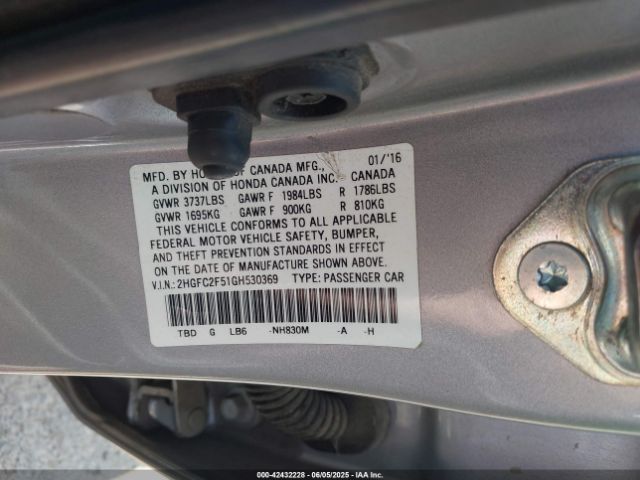 MFD. BY OF CANADA MFG., 01/'16
A DIVISION OF HONDA CANADA INC. CANADA
GVWR 3737LBS GAWR F 1984LBS R 1786LBS
GVWR 1695KG GAWR F 900KG R 810KG
THIS VEHICLE CONFORMS TO ALL APPLICABLE
FEDERAL MOTOR VEHICLE SAFETY, BUMPER,
AND THEFT PREVENTION STANDARDS IN EFFECT
ON THE DATE OF MANUFACTURE SHOWN ABOVE.
V.I.N.: 2HGFC2F51GH530369 TYPE: PASSENGER CAR
TBD G LB6 -NH830M -A -H
000-42432228 - 06/05/2025 - IAA Inc.